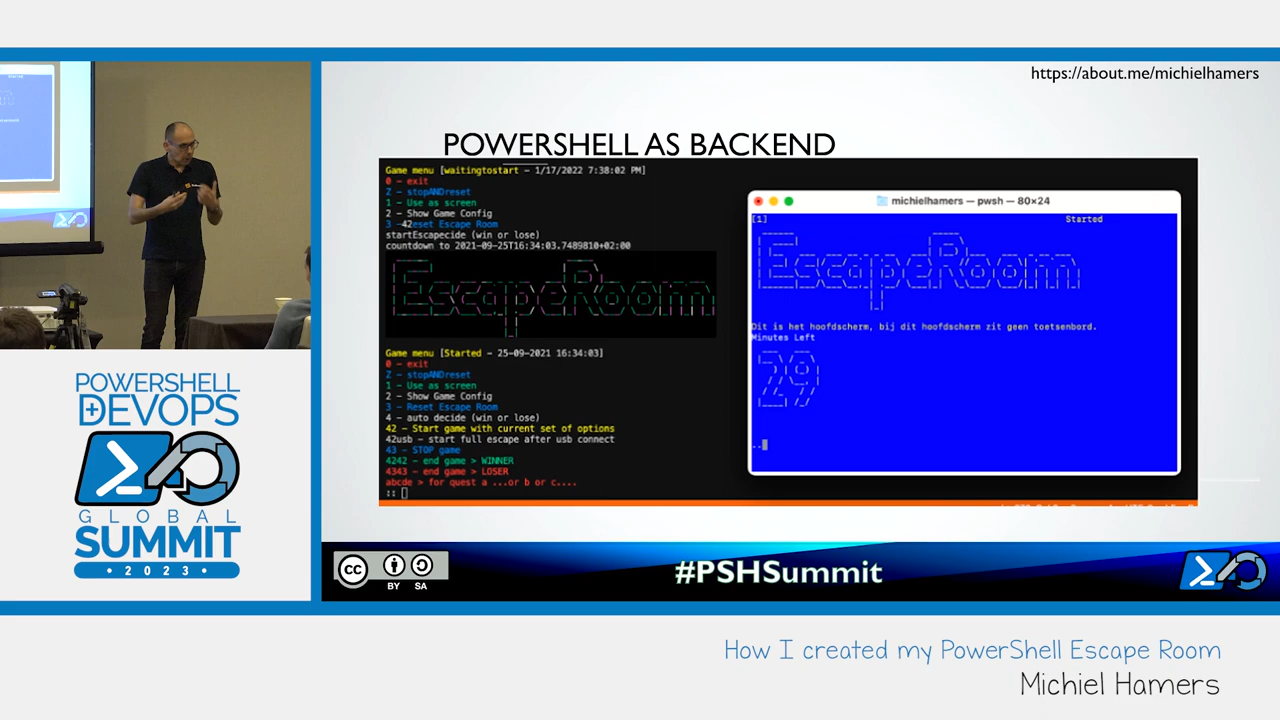 https://about.me/michielhamers
POWERSHELL AS BACKEND
Game menu [waitingtostart - 1/17/2022 7:38:02 PM]
0 - exit
Z - stopANDreset
1 - Use as screen
2 - Show Game Config
3 -42eset Escape Room
startEscapecide (win or lose)
countdown to 2021-09-25T16:34:03.7489810+02:00
EscapeRoom
Game menu [Started - 25-09-2021 16:34:03]
0 - exit
Z - stopANDreset
1 - Use as screen
2 - Show Game Config
3 - Reset Escape Room
4 - auto decide (win or lose)
42 - Start game with current set of options
42usb - start full escape after usb connect
43 - STOP game
4242 - end game > WINNER
4343 - end game > LOSER
abcde > for quest a ...or b or c....
::
michielhamers — pwsh — 80×24
[1] Started
EscapeRoom
Dit is het hoofdscherm, bij dit hoofdscherm zit geen toetsenbord.
Minutes Left
29
POWERSHELL
+DEVOPS
GLOBAL
SUMMIT
· 2023 ·
cc
BY SA
#PSHSummit
How I created my PowerShell Escape Room
Michiel Hamers